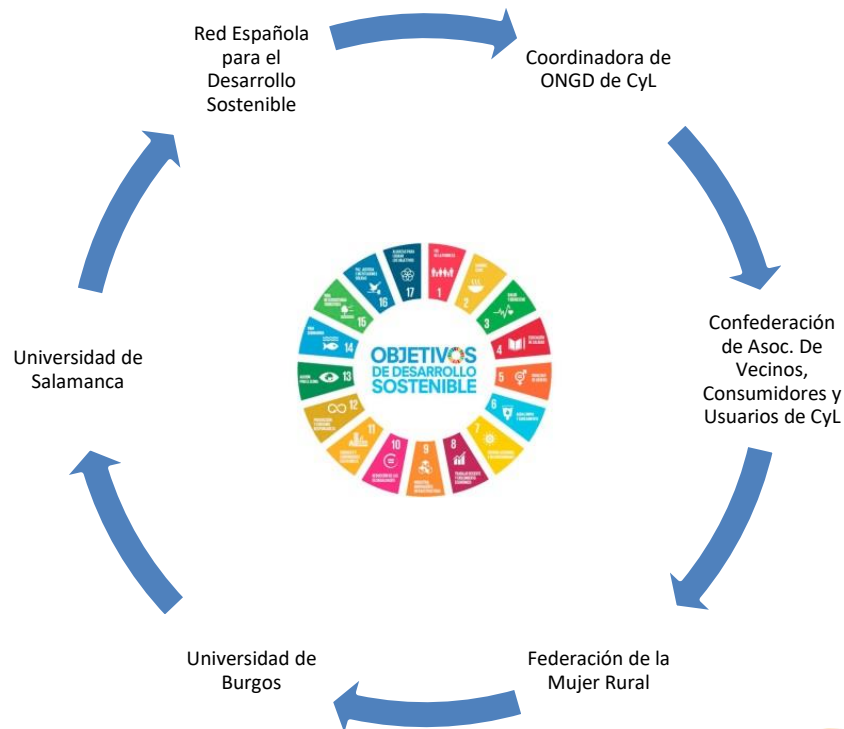 Red Española
para el
Desarrollo
Sostenible
Coordinadora de
ONGD de CyL
Confederación
de Asoc. De
Vecinos,
Consumidores y
Usuarios de CyL
Federación de la
Mujer Rural
Universidad de
Burgos
Universidad de
Salamanca
OBJETIVOS
DE DESARROLLO
SOSTENIBLE
1
2
3
4
5
6
7
8
9
10
11
12
13
14
15
16
17